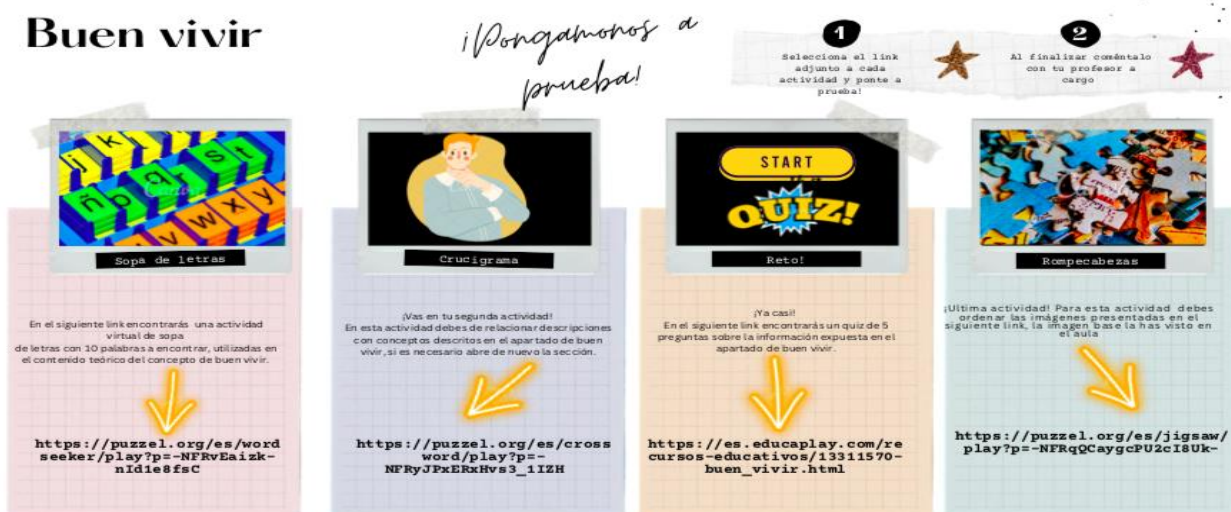 Buen vivir
¡Pongamonos a
prueba!
1
Selecciona el link
adjunto a cada
actividad y ponte a
prueba!
2
Al finalizar coméntalo
con tu profesor a
cargo
j k
ñ p q r s t
v w x y
Sopa de letras
En el siguiente link encontrarás una actividad
virtual de sopa
de letras con 10 palabras a encontrar, utilizadas en
el contenido teórico del concepto de buen vivir.
https://puzzel.org/es/word
seeker/play?p=-NFRvEaizk-
nId1e8fsC
Crucigrama
¡Vas en tu segunda actividad!
En esta actividad debes de relacionar descripciones
con conceptos descritos en el apartado de buen
vivir, si es necesario abre de nuevo la sección.
https://puzzel.org/es/cross
word/play?p=-
NFRyJPxERxHvs3_1IZH
START
QUIZ!
Reto!
¡Ya casi!
En el siguiente link encontrarás un quiz de 5
preguntas sobre la información expuesta en el
apartado de buen vivir.
https://es.educaplay.com/re
cursos-educativos/13311570-
buen_vivir.html
Rompecabezas
¡Ultima actividad! Para esta actividad debes
ordenar las imágenes presentadas en el
siguiente link, la imagen base la has visto en
el aula
https://puzzel.org/es/jigsaw/
play?p=-NFRqQCaygcPU2cI8Uk-